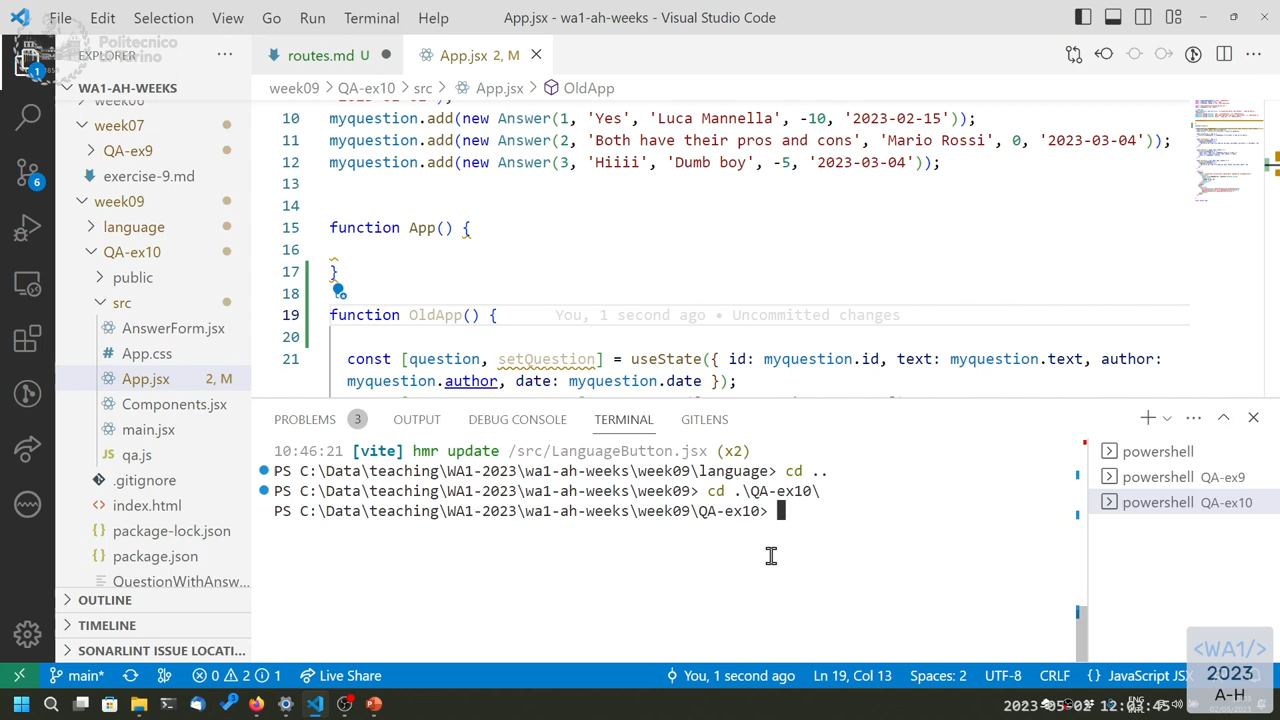 File Edit Selection View Go Run Terminal Help App.jsx - wa1-ah-weeks - Visual Studio Code
Politecnico
di Torino
1859
EXPLORER
routes.md U
App.jsx 2, M
WA1-AH-WEEKS
week09 QA-ex10 src App.jsx OldApp
week06
week07
QA-ex9
exercise-9.md
week09
language
QA-ex10
public
src
AnswerForm.jsx
App.css
App.jsx 2, M
Components.jsx
main.jsx
qa.js
.gitignore
index.html
package-lock.json
package.json
QuestionWithAnsw...
OUTLINE
TIMELINE
SONARLINT ISSUE LOCATI...
1
6
10 myquestion.add(new Answer(1, 'Yes', 'Luca Mannella', -10, '2023-02-15'));
11 myquestion.add(new Answer(2, 'Both have their pros and cons', 'Mario Rossi', 0, '2023-03-04'));
12 myquestion.add(new Answer(3, 'Hiiii', 'Dumb boy', -5, '2023-03-04'));
13
14
15 function App() {
16
17 }
18
19 function OldApp() { You, 1 second ago • Uncommitted changes
20
21 const [question, setQuestion] = useState({ id: myquestion.id, text: myquestion.text, author:
myquestion.author, date: myquestion.date });
PROBLEMS 3 OUTPUT DEBUG CONSOLE TERMINAL GITLENS
10:46:21 [vite] hmr update /src/LanguageButton.jsx (x2)
PS C:\Data\teaching\WA1-2023\wa1-ah-weeks\week09\language> cd ..
PS C:\Data\teaching\WA1-2023\wa1-ah-weeks\week09> cd .\QA-ex10\
PS C:\Data\teaching\WA1-2023\wa1-ah-weeks\week09\QA-ex10>
powershell
powershell QA-ex9
powershell QA-ex10
main* 0 2 1 Live Share You, 1 second ago Ln 19, Col 13 Spaces: 2 UTF-8 CRLF {} JavaScript JSX
<WA1/>
2023
A-H
ENG